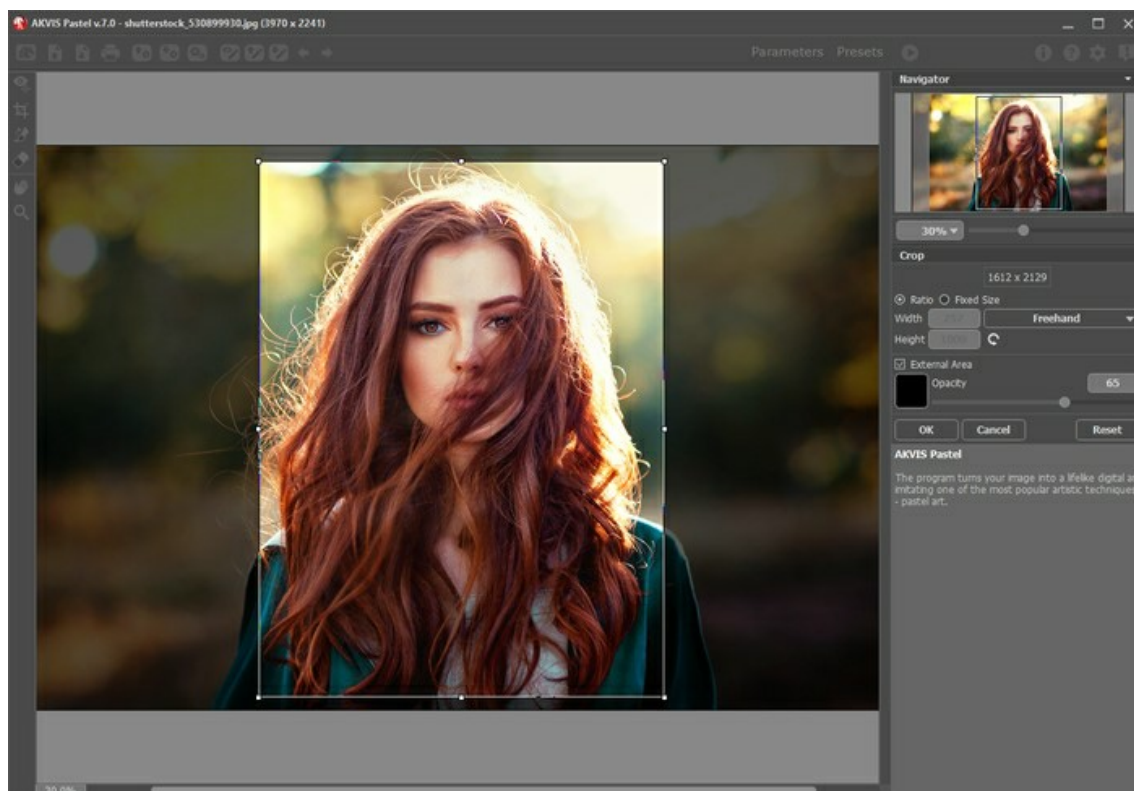 AKVIS Pastel v.7.0 - shutterstock_530899930.jpg (3970 x 2241)
Parameters Presets
Navigator
30%
Crop
1612 x 2129
Ratio Fixed Size
Width Freehand
Height
External Area
Opacity 65
OK Cancel Reset
AKVIS Pastel
The program turns your image into a lifelike digital
imitating one of the most popular artistic techniques
- pastel art.